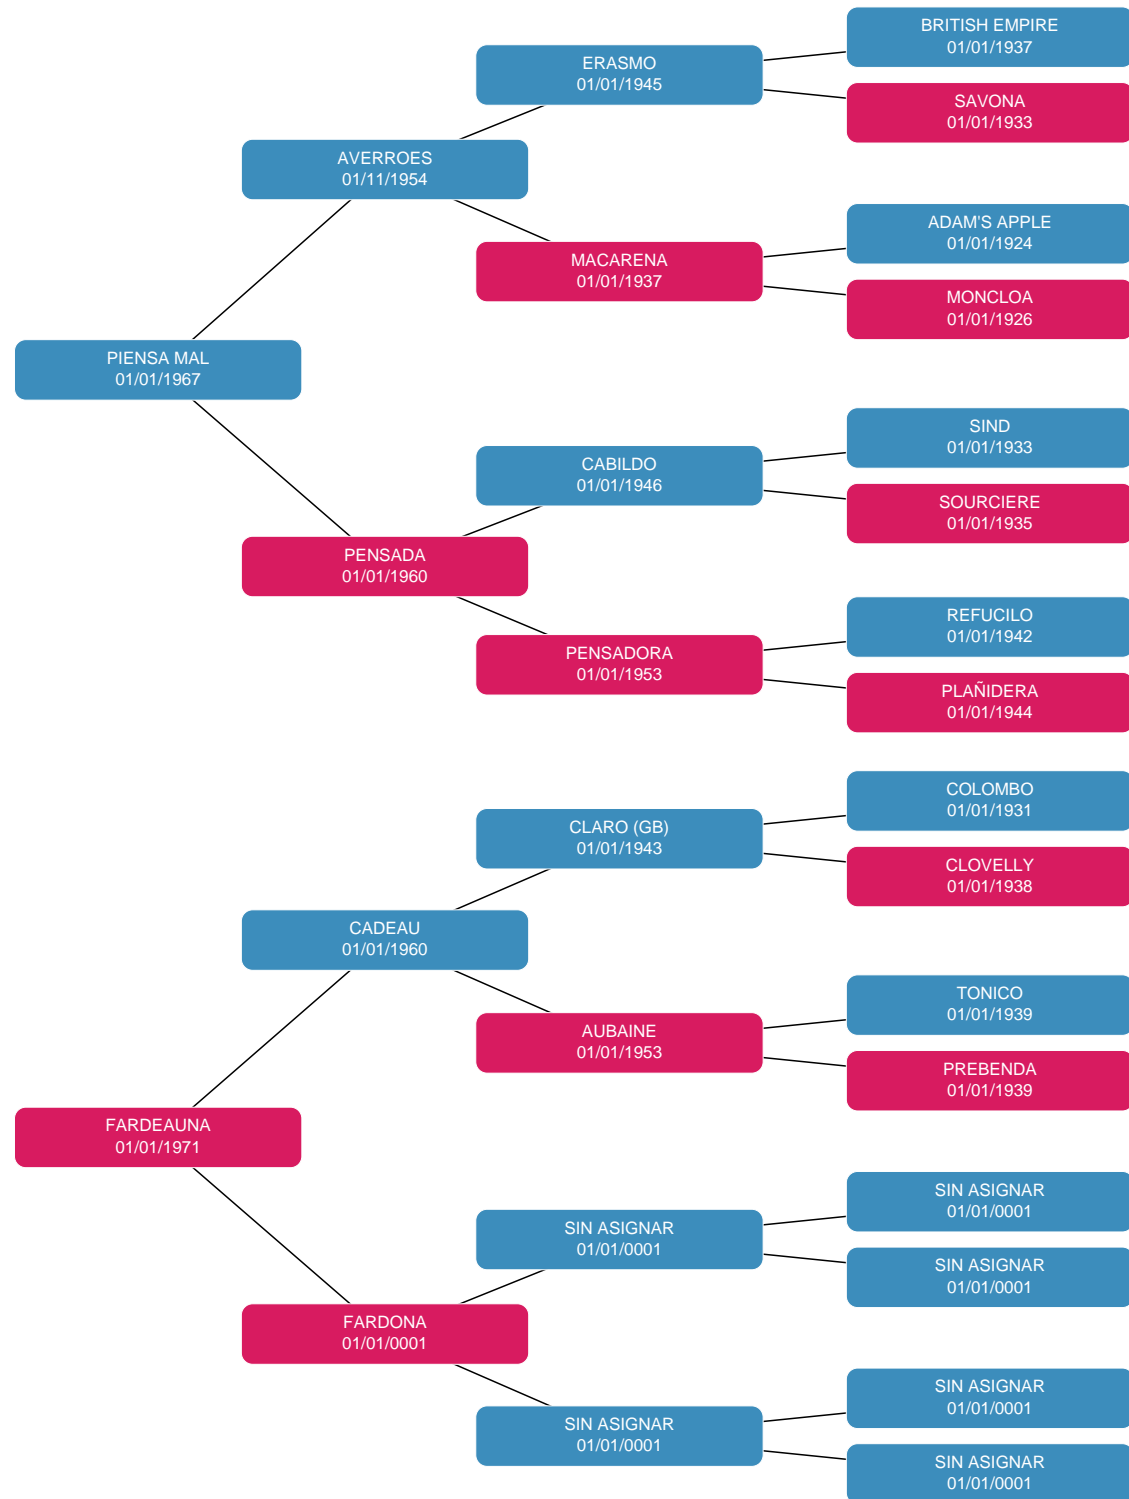 BRITISH EMPIRE
01/01/1937
ERASMO
01/01/1945
SAVONA
01/01/1933
AVERROES
01/11/1954
ADAM'S APPLE
01/01/1924
MACARENA
01/01/1937
MONCLOA
01/01/1926
PIENSA MAL
01/01/1967
SIND
01/01/1933
CABILDO
01/01/1946
SOURCIERE
01/01/1935
PENSADA
01/01/1960
REFUCILO
01/01/1942
PENSADORA
01/01/1953
PLAÑIDERA
01/01/1944
COLOMBO
01/01/1931
CLARO (GB)
01/01/1943
CLOVELLY
01/01/1938
CADEAU
01/01/1960
TONICO
01/01/1939
AUBAINE
01/01/1953
PREBENDA
01/01/1939
FARDEAUNA
01/01/1971
SIN ASIGNAR
01/01/0001
SIN ASIGNAR
01/01/0001
SIN ASIGNAR
01/01/0001
FARDONA
01/01/0001
SIN ASIGNAR
01/01/0001
SIN ASIGNAR
01/01/0001
SIN ASIGNAR
01/01/0001